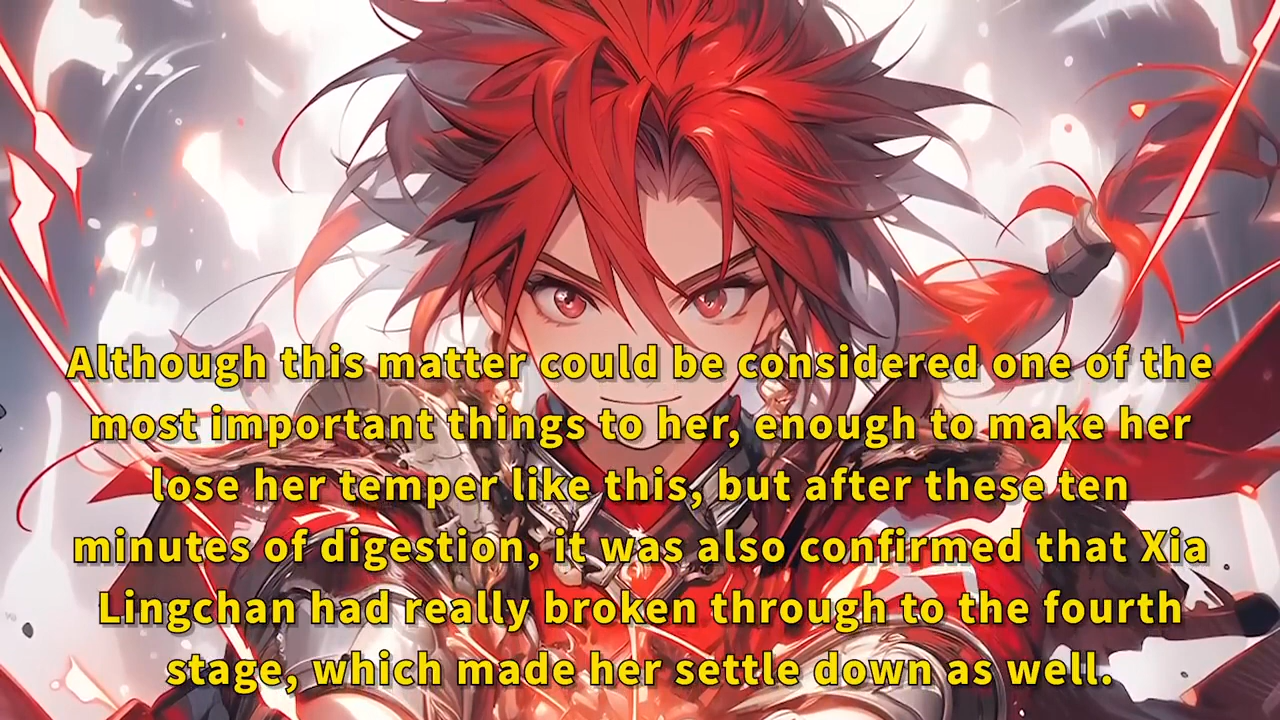 Although this matter could be considered one of the
most important things to her, enough to make her
lose her temper like this, but after these ten
minutes of digestion, it was also confirmed that Xia
Lingchan had really broken through to the fourth
stage, which made her settle down as well.